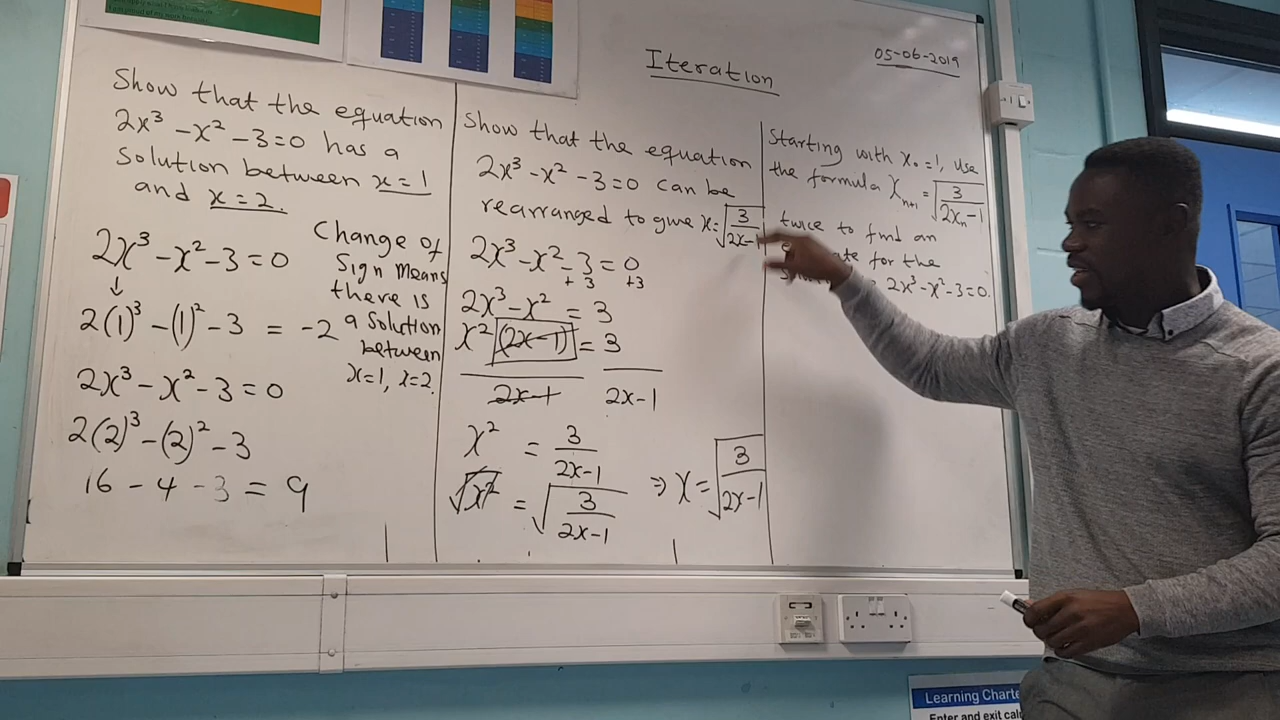 Iteration
05-06-2019
Show that the equation
2x³ - x² - 3 = 0 has a
solution between x = 1
and x = 2.
2x³ - x² - 3 = 0
↓
2(1)³ - (1)² - 3 = -2
2x³ - x² - 3 = 0
2(2)³ - (2)² - 3
16 - 4 - 3 = 9
Change of
Sign Means
there is
a Solution
between
x=1, x=2.
Show that the equation
2x³ - x² - 3 = 0 can be
rearranged to give x = √(3/(2x-1))
2x³ - x² - 3 = 0
+ 3 +3
2x³ - x² = 3
x² (2x-1) = 3
2x-1 2x-1
x² = 3/(2x-1)
√x² = √(3/(2x-1)) ⇒ x = √(3/(2x-1))
Starting with x₀ = 1, use
the formula xₙ₊₁ = √(3/(2xₙ-1))
twice to find an
for the
2x³ - x² - 3 = 0.
Learning Charte
Enter and exit